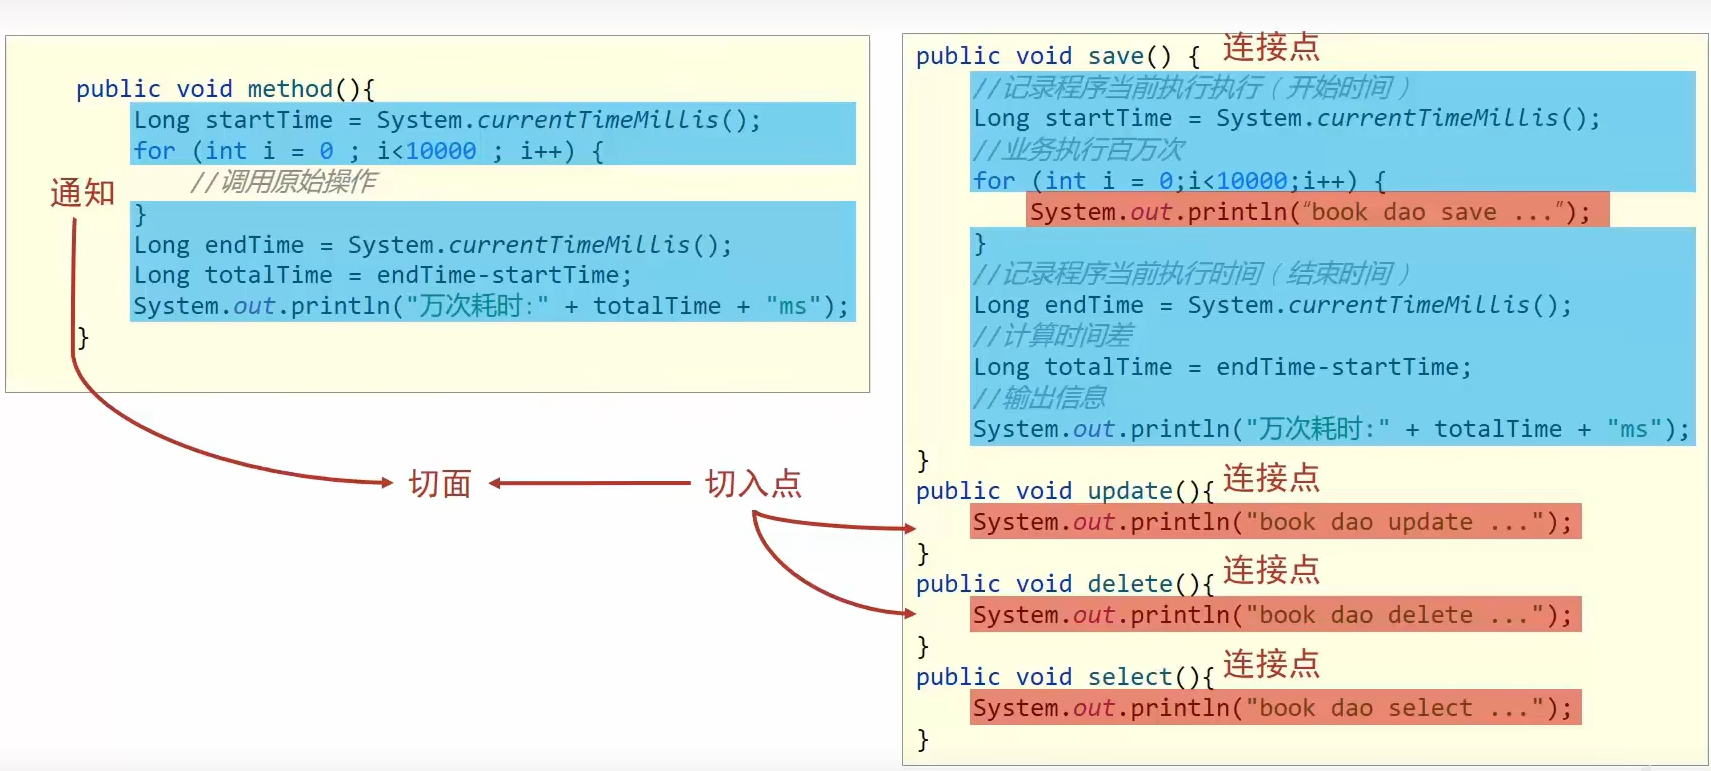 public void method(){
Long startTime = System.currentTimeMillis();
for (int i = 0 ; i<10000 ; i++) {
//调用原始操作
通知
}
Long endTime = System.currentTimeMillis();
Long totalTime = endTime-startTime;
System.out.println("万次耗时:" + totalTime + "ms");
}
切面
切入点
public void save() { 连接点
//记录程序当前执行执行（开始时间）
Long startTime = System.currentTimeMillis();
//业务执行百万次
for (int i = 0;i<10000;i++) {
System.out.println(“book dao save ...”);
}
//记录程序当前执行时间（结束时间）
Long endTime = System.currentTimeMillis();
//计算时间差
Long totalTime = endTime-startTime;
//输出信息
System.out.println("万次耗时:" + totalTime + "ms");
}
public void update(){ 连接点
System.out.println("book dao update ...");
}
public void delete(){ 连接点
System.out.println("book dao delete ...");
}
public void select(){ 连接点
System.out.println("book dao select ...");
}